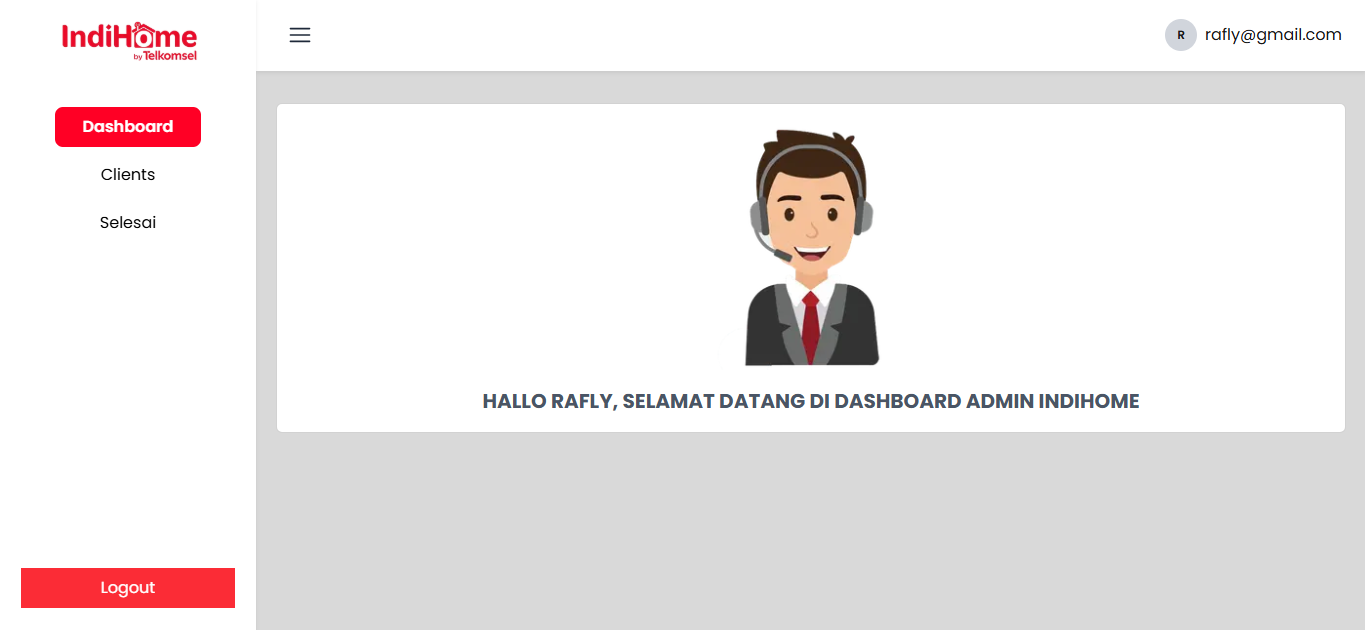 IndiHome
by Telkomsel
Dashboard
Clients
Selesai
Logout
R rafly@gmail.com
HALLO RAFLY, SELAMAT DATANG DI DASHBOARD ADMIN INDIHOME